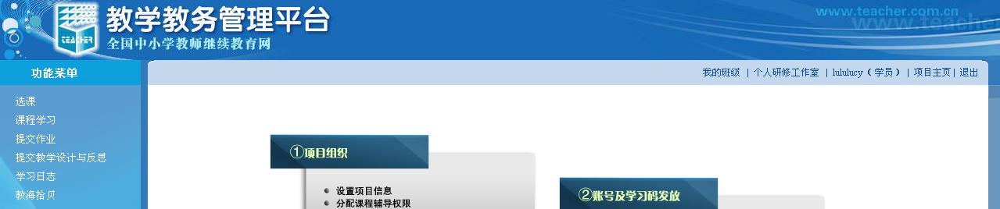 教学教务管理平台
TEACHER
全国中小学教师继续教育网
www.teacher.com.cn
www.teache
功能菜单
我的班级 | 个人研修工作室 | lululucy（学员）| 项目主页 | 退出
选课
课程学习
提交作业
提交教学设计与反思
学习日志
教海拾贝
①项目组织
设置项目信息
分配课程辅导权限
②账号及学习码发放